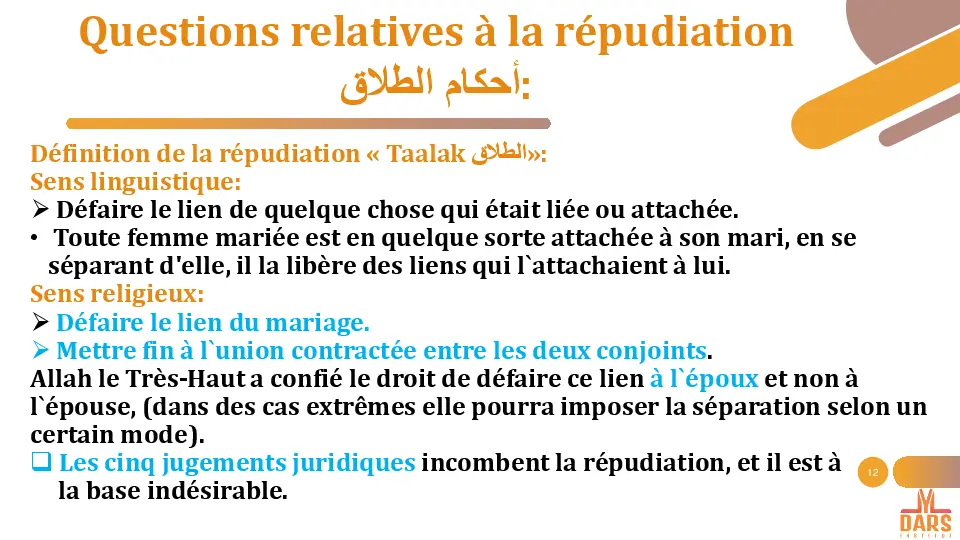 Questions relatives à la répudiation
أحكام الطلاق:
Définition de la répudiation « Taalak الطلاق»:
Sens linguistique:
➢ Défaire le lien de quelque chose qui était liée ou attachée.
• Toute femme mariée est en quelque sorte attachée à son mari, en se
séparant d'elle, il la libère des liens qui l`attachaient à lui.
Sens religieux:
➢ Défaire le lien du mariage.
➢ Mettre fin à l`union contractée entre les deux conjoints.
Allah le Très-Haut a confié le droit de défaire ce lien à l`époux et non à
l`épouse, (dans des cas extrêmes elle pourra imposer la séparation selon un
certain mode).
❑ Les cinq jugements juridiques incombent la répudiation, et il est à
la base indésirable.
12
DARS
INSTITUT